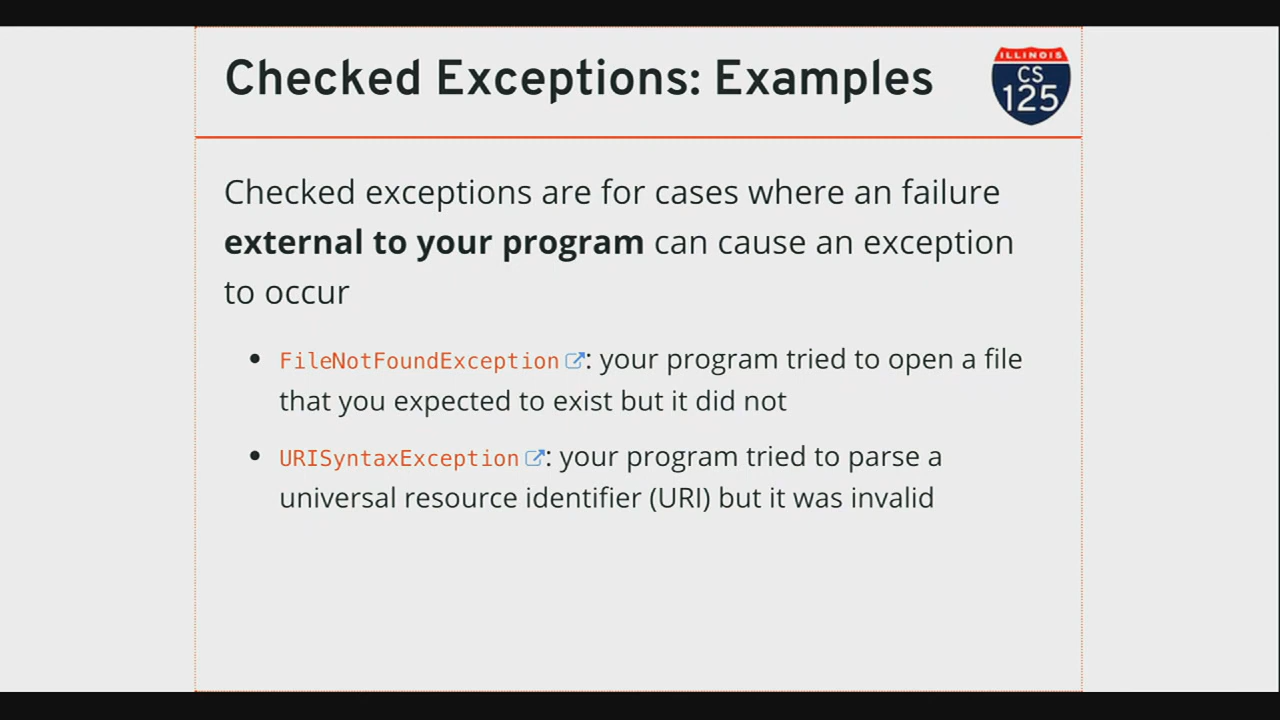 Checked Exceptions: Examples
ILLINOIS
CS
125
Checked exceptions are for cases where an failure
external to your program can cause an exception
to occur
FileNotFoundException: your program tried to open a file
that you expected to exist but it did not
URISyntaxException: your program tried to parse a
universal resource identifier (URI) but it was invalid